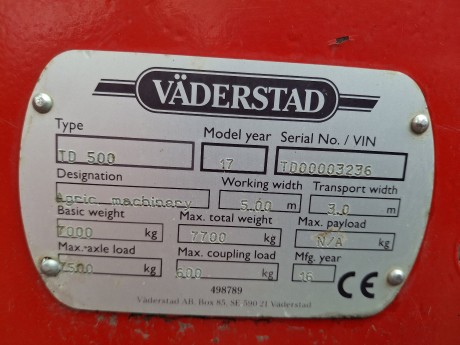 VÄDERSTAD
Type Model year Serial No. / VIN
TD 500 17 TD00003236
Designation Working width Transport width
Agric machinery 5,00 m 3,0 m
Basic weight Max. total weight Max. payload
7000 kg 7700 kg N/A kg
Max.-axle load Max. coupling load Mfg. year
7500 kg 600 kg 16 CE
498789
Väderstad AB, Box 85, SE 590 21 Väderstad